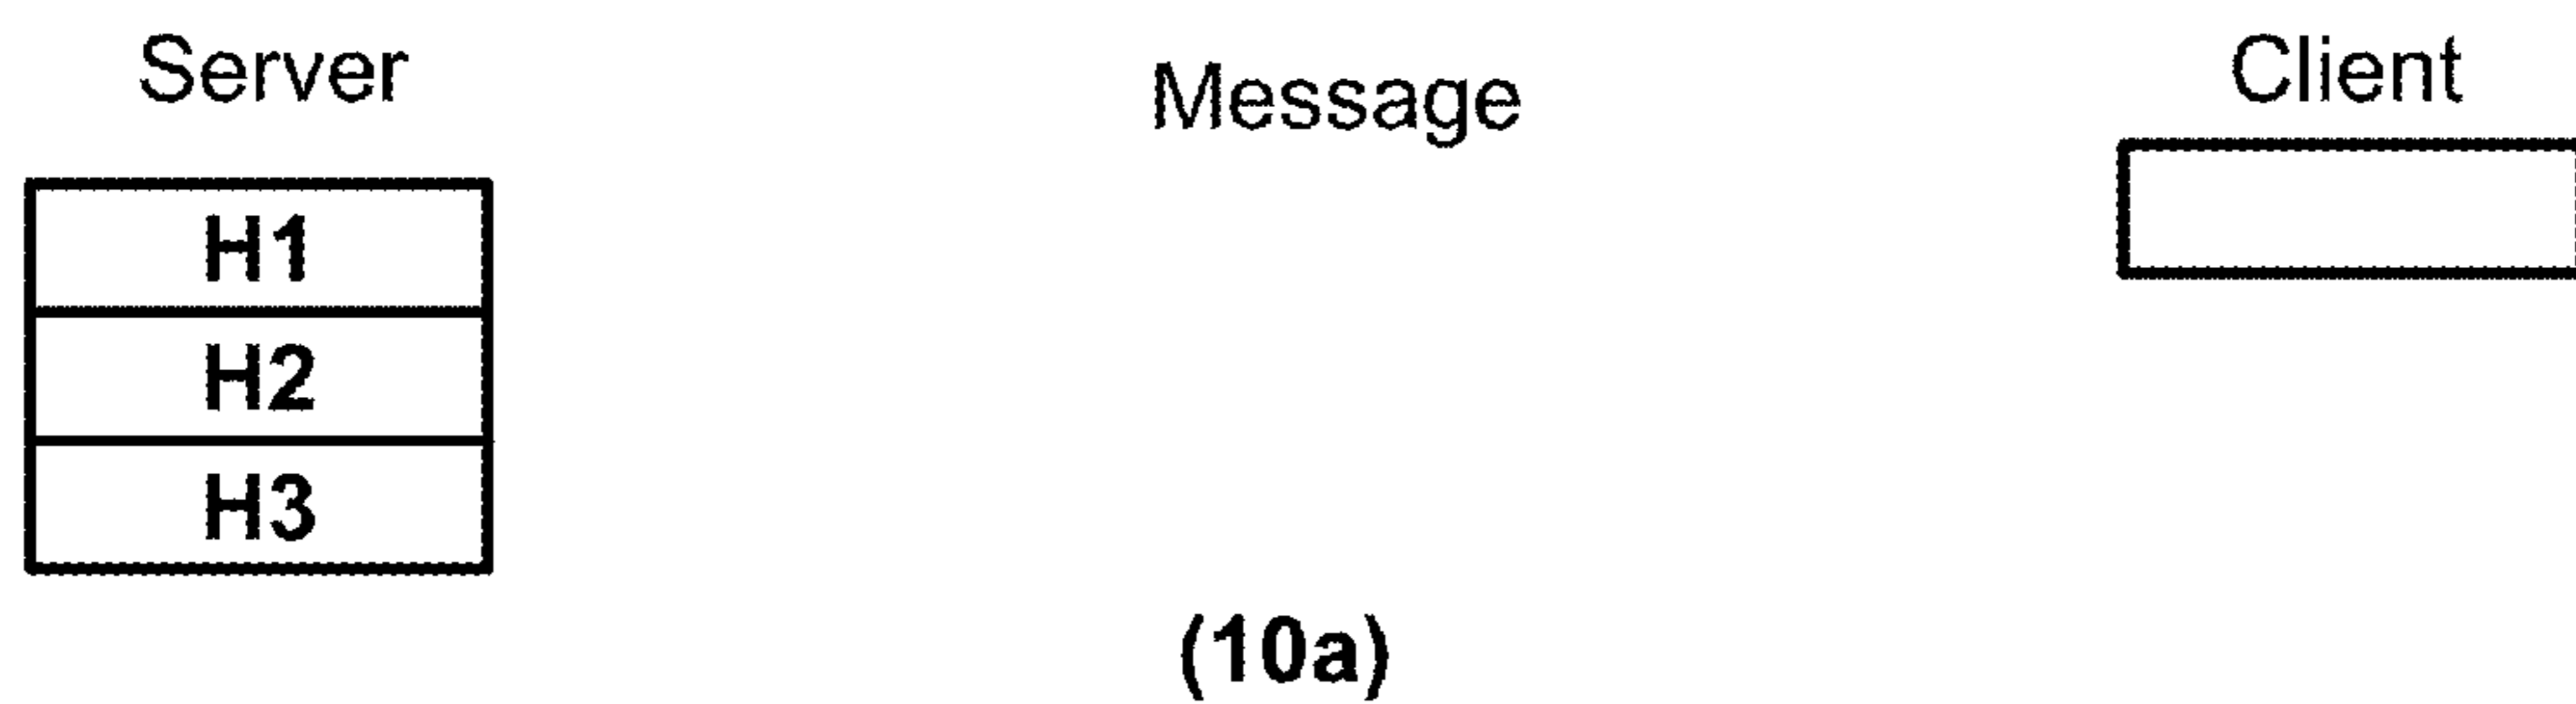 Server
Message
Client
H1
H2
H3
(10a)